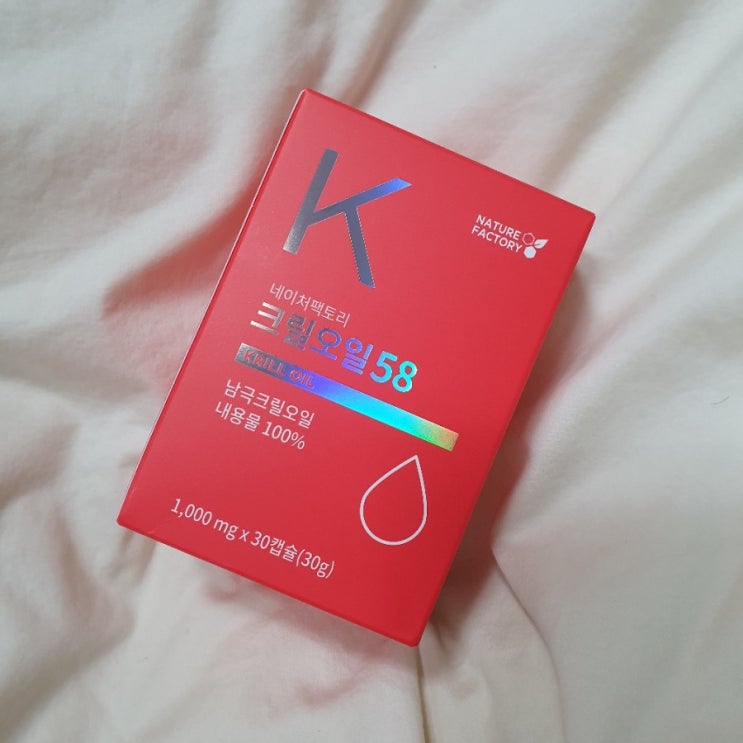 K
NATURE
FACTORY
네이처팩토리
크릴오일58
KRILL OIL
남극크릴오일
내용물 100%
1,000 mg x 30캡슐(30g)